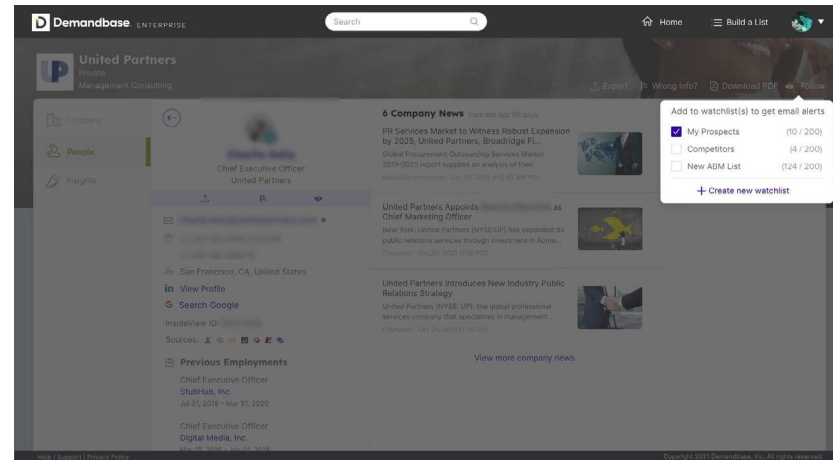 Demandbase. ENTERPRISE
Search
Home
Build a List
United Partners
Private
Management Consulting
Export
Wrong Info?
Download PDF
Follow
Add to watchlist(s) to get email alerts
My Prospects (10 / 200)
Competitors (4 / 200)
New ABM List (124 / 200)
+ Create new watchlist
Company
People
Insights
Chief Executive Officer
United Partners
San Francisco, CA, United States
in View Profile
G Search Google
InsideView ID:
Sources:
Previous Employments
Chief Executive Officer
StubHub, Inc.
Jul 31, 2018 - Mar 31, 2020
Chief Executive Officer
Digital Media, Inc.
6 Company News from the last 90 days
PR Services Market to Witness Robust Expansion
by 2025, United Partners, Broadridge Fi...
Global Procurement Outsourcing Services Market
2019-2025 report supplies an analysis of their...
United Partners Appoints as
Chief Marketing Officer
New York: United Partners (NYSE:UP) has expanded its
public relations services through investment in Acme...
United Partners Introduces New Industry Public
Relations Strategy
United Partners (NYSE: UP), the global professional
services company that specializes in management...
View more company news
Help / Support | Privacy Policy
Copyright 2021 Demandbase, Inc. All rights reserved.